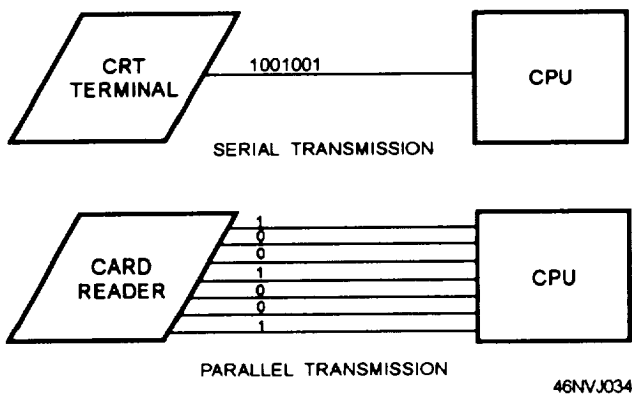 CRT
TERMINAL
1001001
CPU
SERIAL TRANSMISSION
1
0
0
1
0
0
1
CARD
READER
CPU
PARALLEL TRANSMISSION
46NVJ034